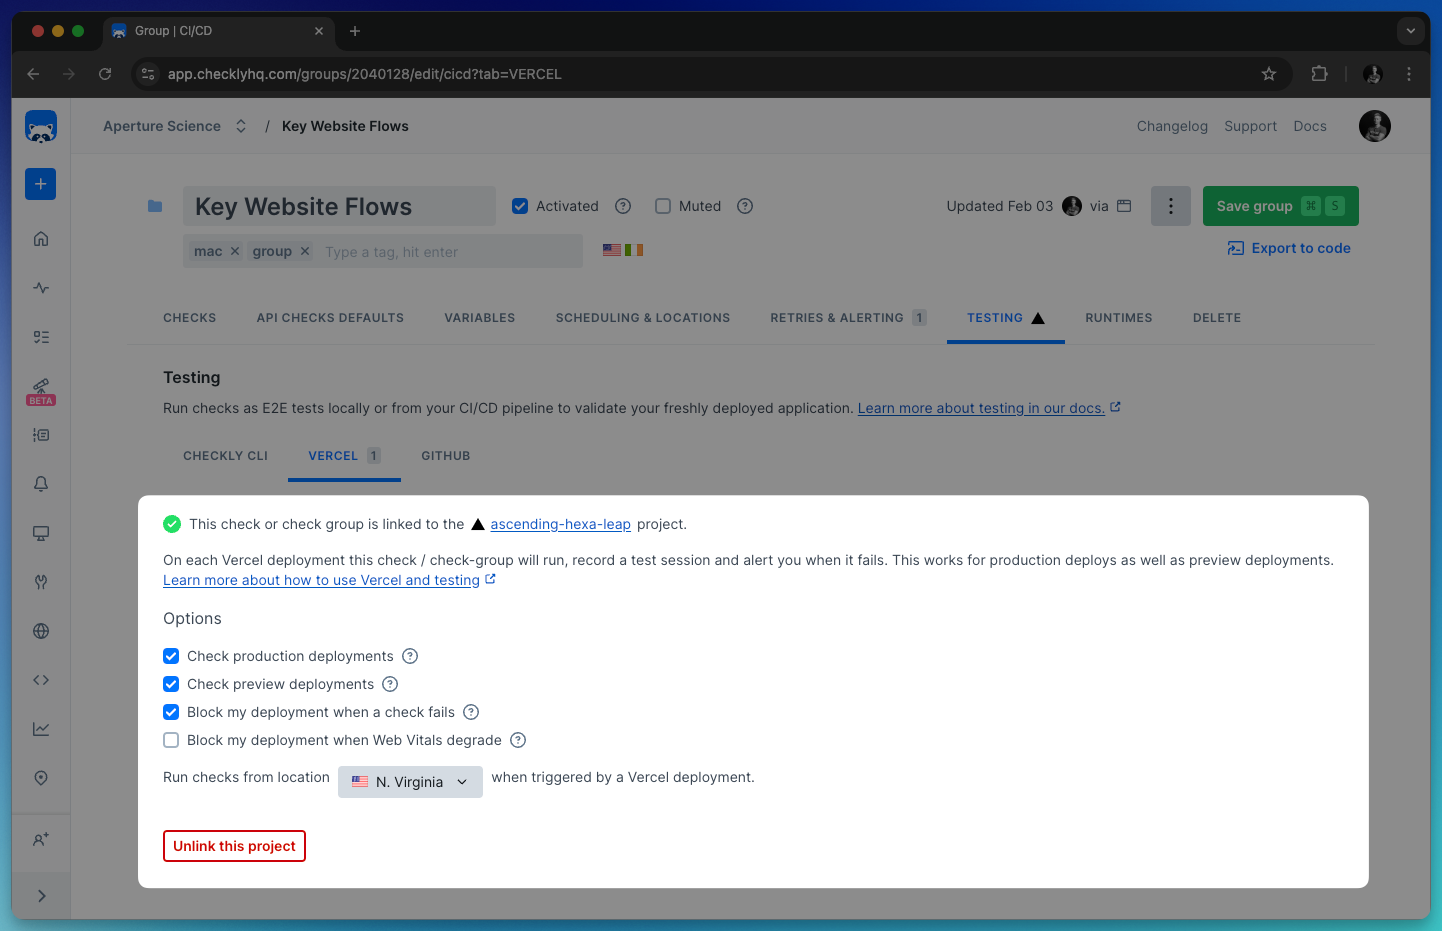 Group | CI/CD
app.checklyhq.com/groups/2040128/edit/cicd?tab=VERCEL
Aperture Science / Key Website Flows
Changelog Support Docs
Key Website Flows
Activated
Muted
Updated Feb 03 via
Save group ⌘ S
mac × group × Type a tag, hit enter
Export to code
CHECKS API CHECKS DEFAULTS VARIABLES SCHEDULING & LOCATIONS RETRIES & ALERTING 1 TESTING RUNTIMES DELETE
Testing
BETA
Run checks as E2E tests locally or from your CI/CD pipeline to validate your freshly deployed application. Learn more about testing in our docs.
CHECKLY CLI VERCEL 1 GITHUB
This check or check group is linked to the ascending-hexa-leap project.
On each Vercel deployment this check / check-group will run, record a test session and alert you when it fails. This works for production deploys as well as preview deployments.
Learn more about how to use Vercel and testing
Options
Check production deployments
Check preview deployments
Block my deployment when a check fails
Block my deployment when Web Vitals degrade
Run checks from location N. Virginia when triggered by a Vercel deployment.
Unlink this project